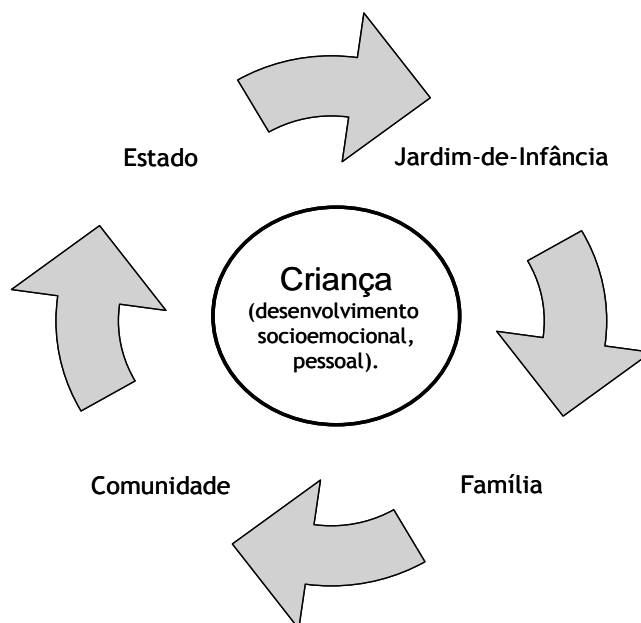 Estado
Jardim-de-Infância
Criança
(desenvolvimento
socioemocional,
pessoal).
Comunidade
Família